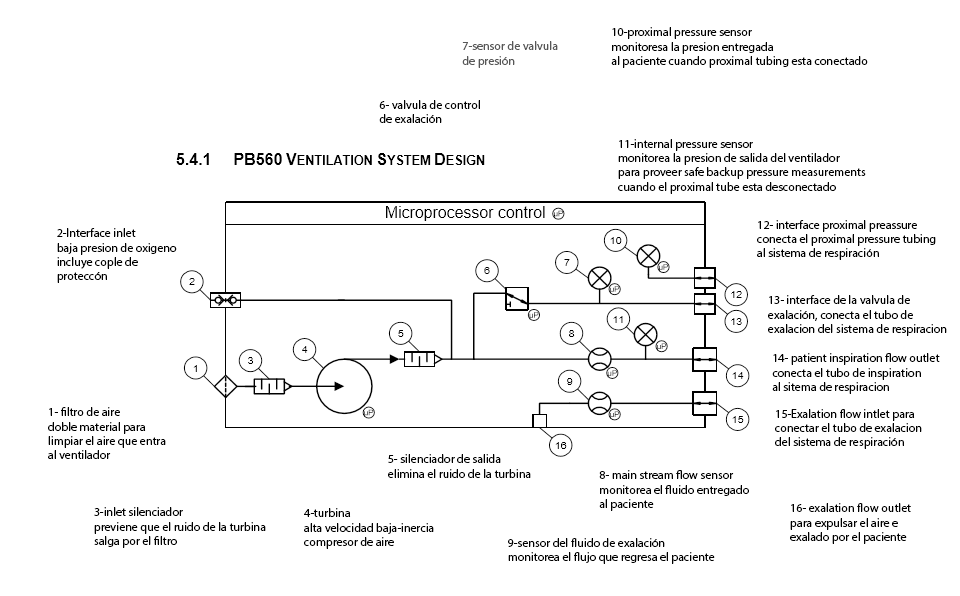 10-proximal pressure sensor
monitoresa la presion entregada
al paciente cuando proximal tubing esta conectado
7-sensor de valvula
de presión
6- valvula de control
de exalación
5.4.1 PB560 VENTILATION SYSTEM DESIGN
11-internal pressure sensor
monitorea la presion de salida del ventilador
para proveer safe backup pressure measurements
cuando el proximal tube esta desconectado
Microprocessor control µP
2-Interface inlet
baja presion de oxigeno
incluye cople de
protección
12- interface proximal preassure
conecta el proximal pressure tubing
al sistema de respiración
10
7
6
2
µP
µP
µP
12
13
13- interface de la valvula de
exalación, conecta el tubo de
exalacion del sistema de respiracion
11
5
8
4
3
1
µP
µP
14
14- patient inspiration flow outlet
conecta el tubo de inspiration
al sitema de respiracion
9
µP
µP
15
16
15-Exalation flow intlet para
conectar el tubo de exalacion
del sistema de respiración
1- filtro de aire
doble material para
limpiar el aire que entra
al ventilador
5- silenciador de salida
elimina el ruido de la turbina
8- main stream flow sensor
monitorea el fluido entregado
al paciente
3-inlet silenciador
previene que el ruido de la turbina
salga por el filtro
4-turbina
alta velocidad baja-inercia
compresor de aire
9-sensor del fluido de exalación
monitorea el flujo que regresa el paciente
16- exalation flow outlet
para expulsar el aire e
exalado por el paciente